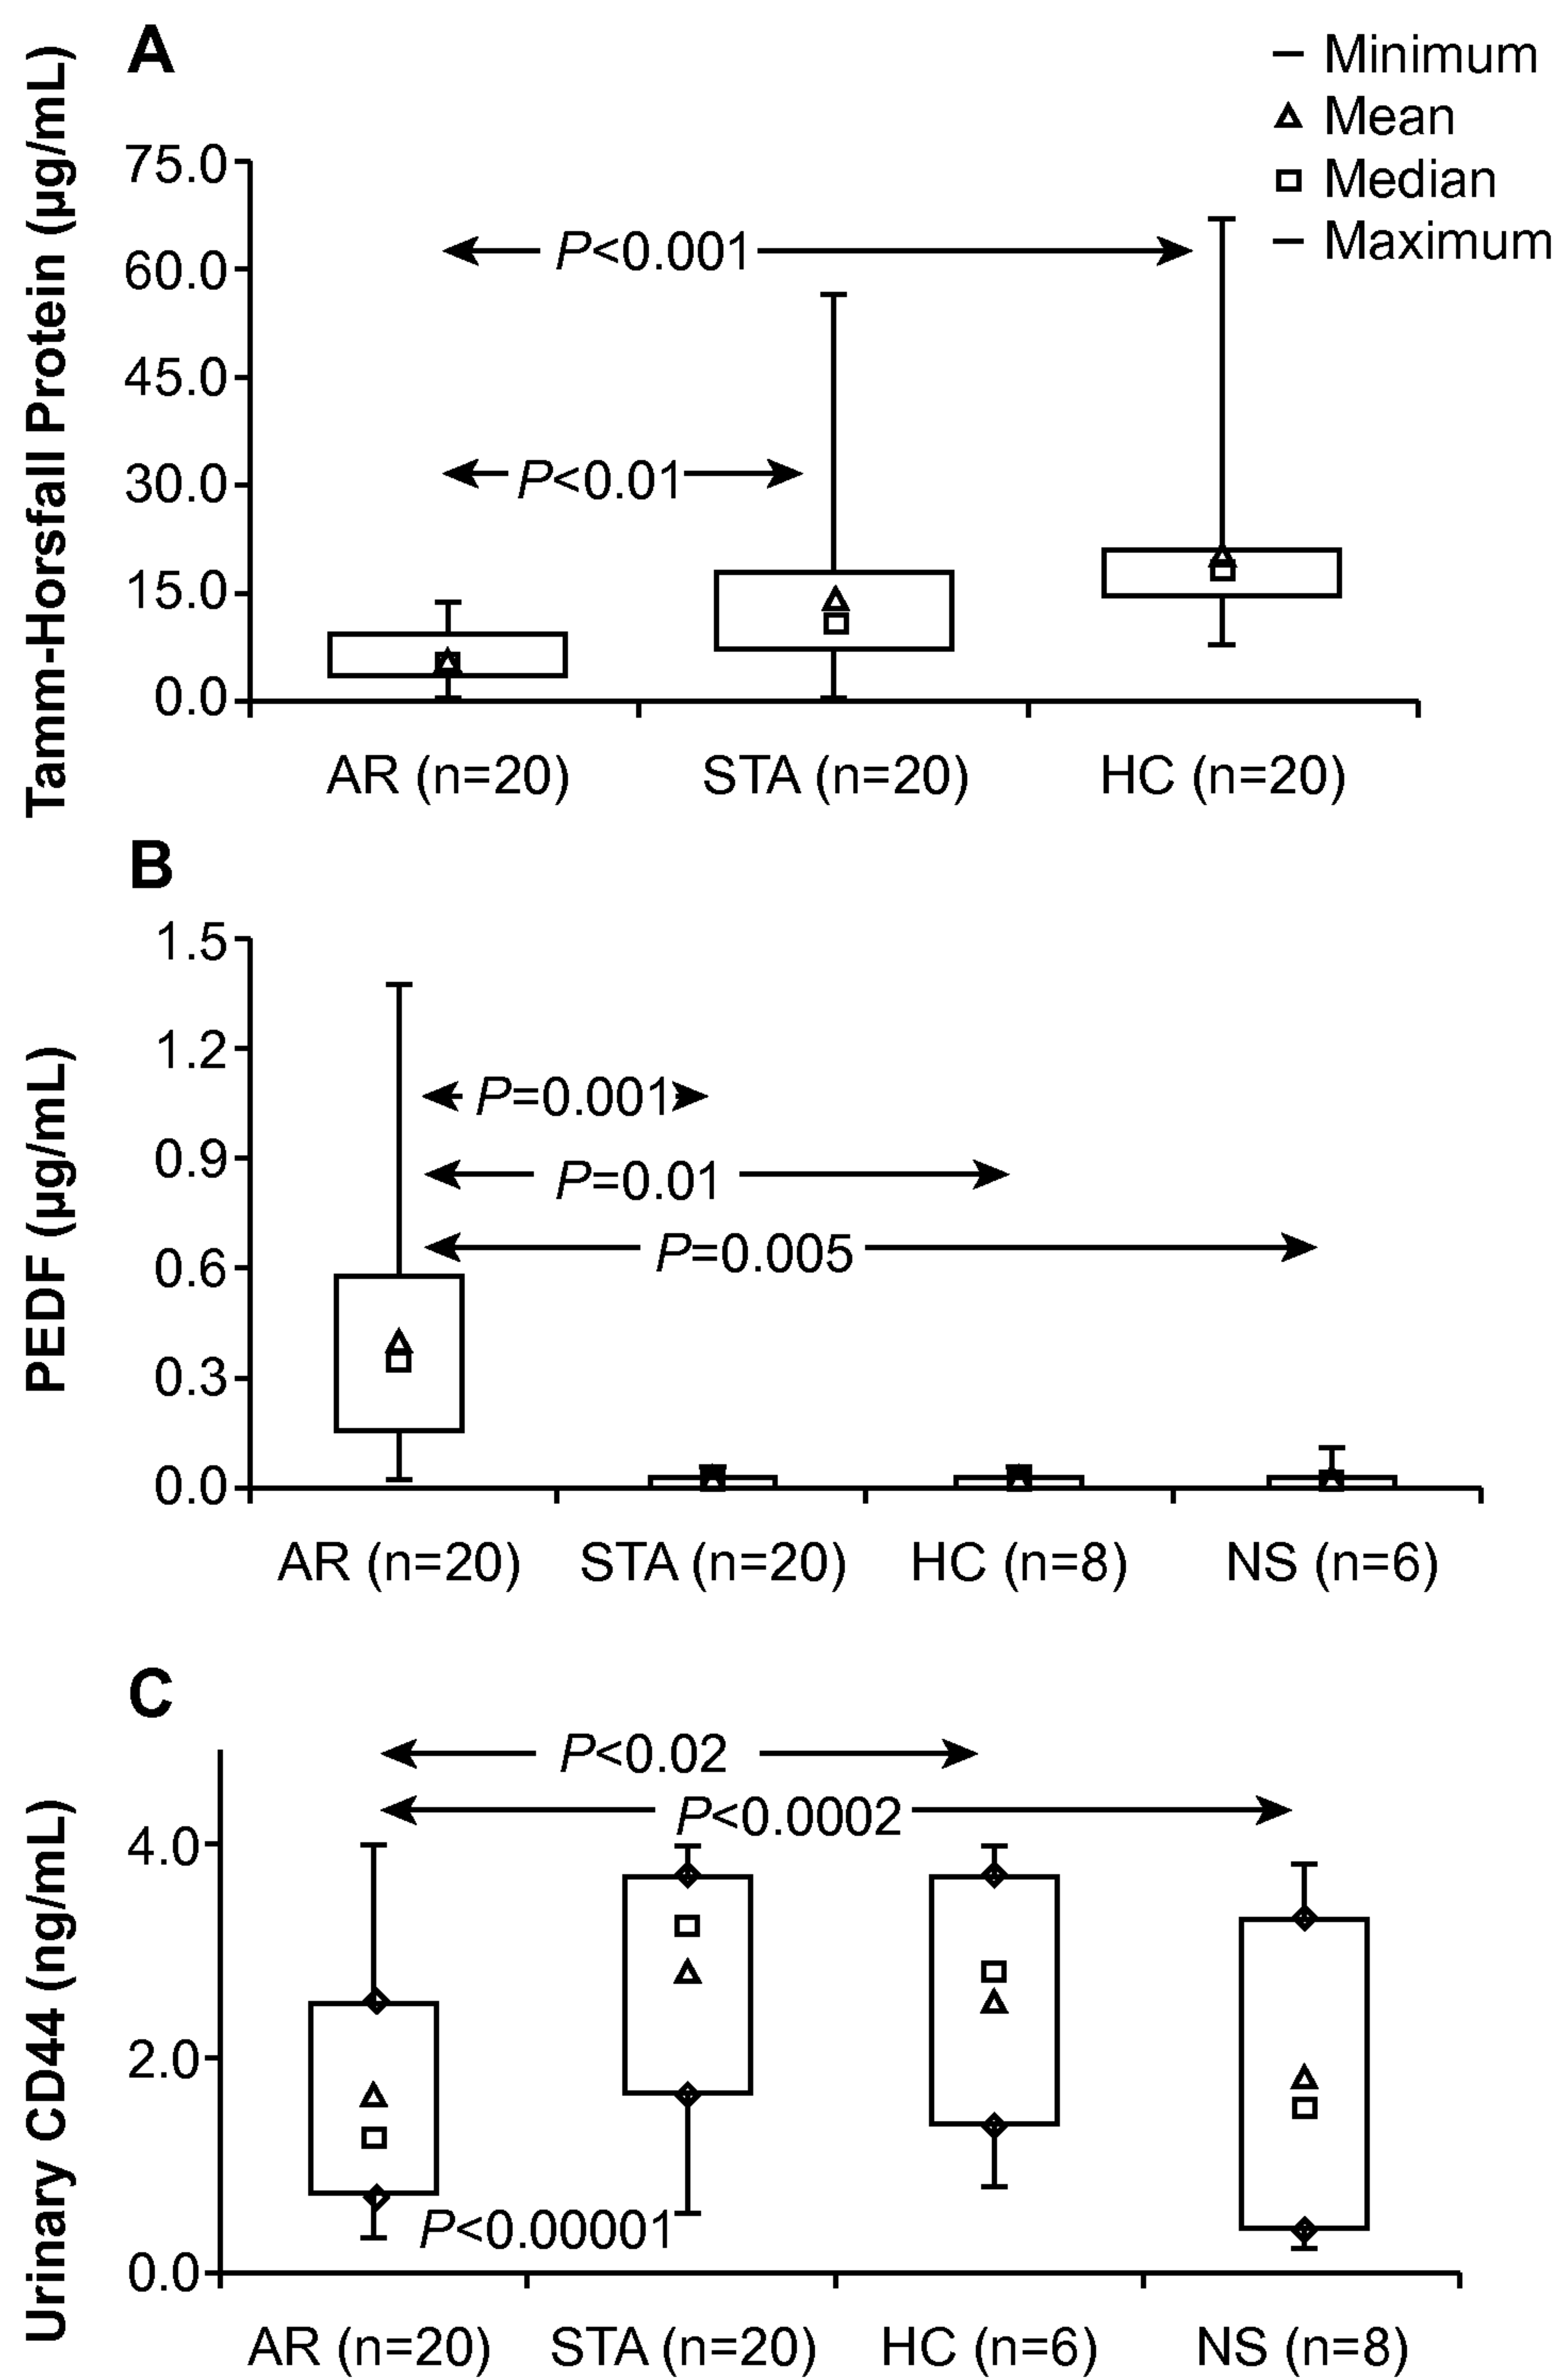 A
Minimum
Mean
Median
Maximum
Tamm-Horsfall Protein (µg/mL)
75.0
60.0
45.0
30.0
15.0
0.0
P<0.001
P<0.01
AR (n=20)
STA (n=20)
HC (n=20)
B
PEDF (µg/mL)
1.5
1.2
0.9
0.6
0.3
0.0
P=0.001
P=0.01
P=0.005
AR (n=20)
STA (n=20)
HC (n=8)
NS (n=6)
C
Urinary CD44 (ng/mL)
4.0
2.0
0.0
P<0.02
P<0.0002
P<0.00001
AR (n=20)
STA (n=20)
HC (n=6)
NS (n=8)